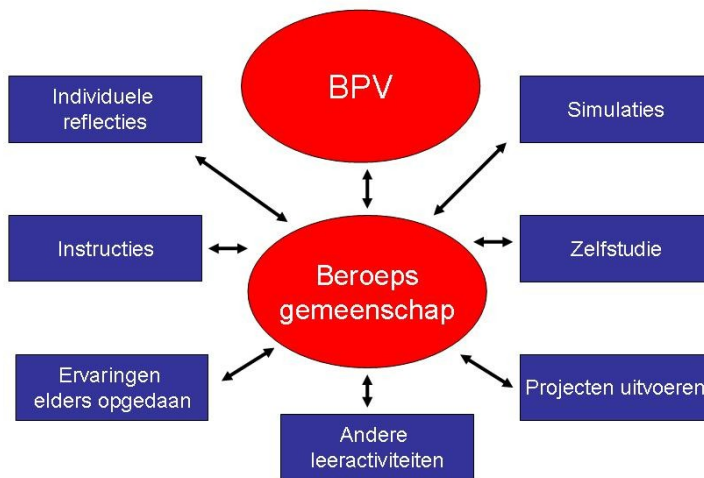 BPV
Individuele
reflecties
Simulaties
Instructies
Beroeps
gemeenschap
Zelfstudie
Ervaringen
elders opgedaan
Andere
leeractiviteiten
Projecten uitvoeren